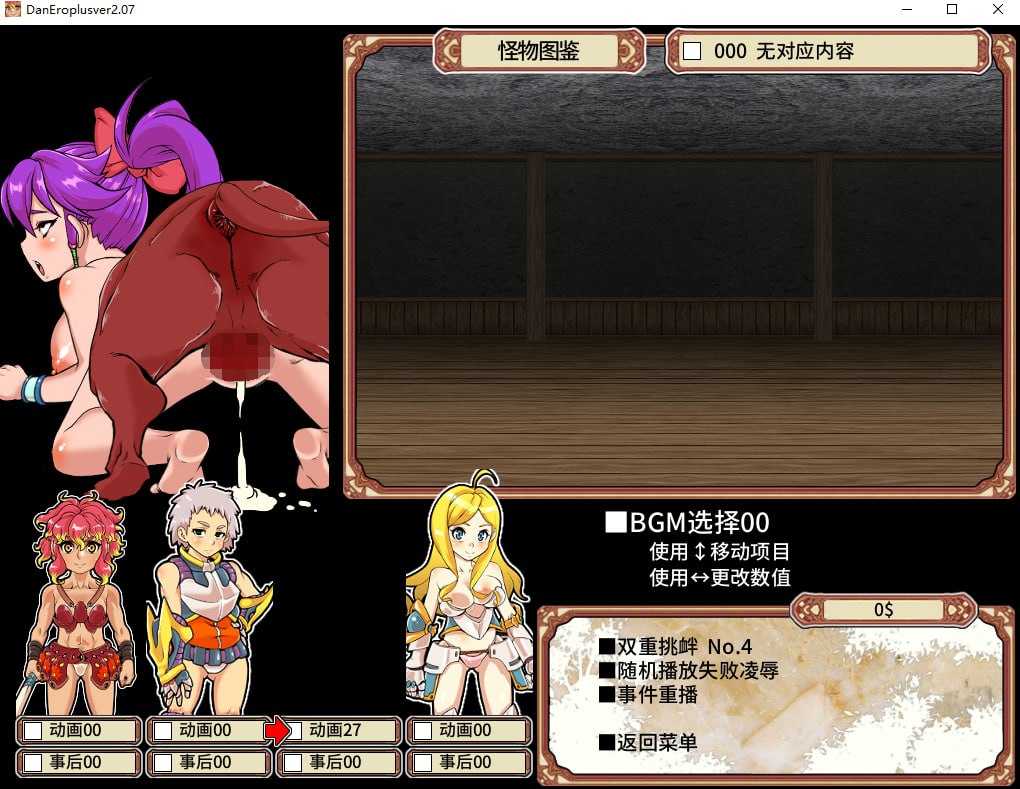 DanEroplusver2.07
怪物图鉴
000 无对应内容
■BGM选择00
使用↕移动项目
使用↔更改数值
0$
■双重挑衅 No.4
■随机播放失败凌辱
■事件重播
■返回菜单
动画00
动画00
动画27
动画00
事后00
事后00
事后00
事后00